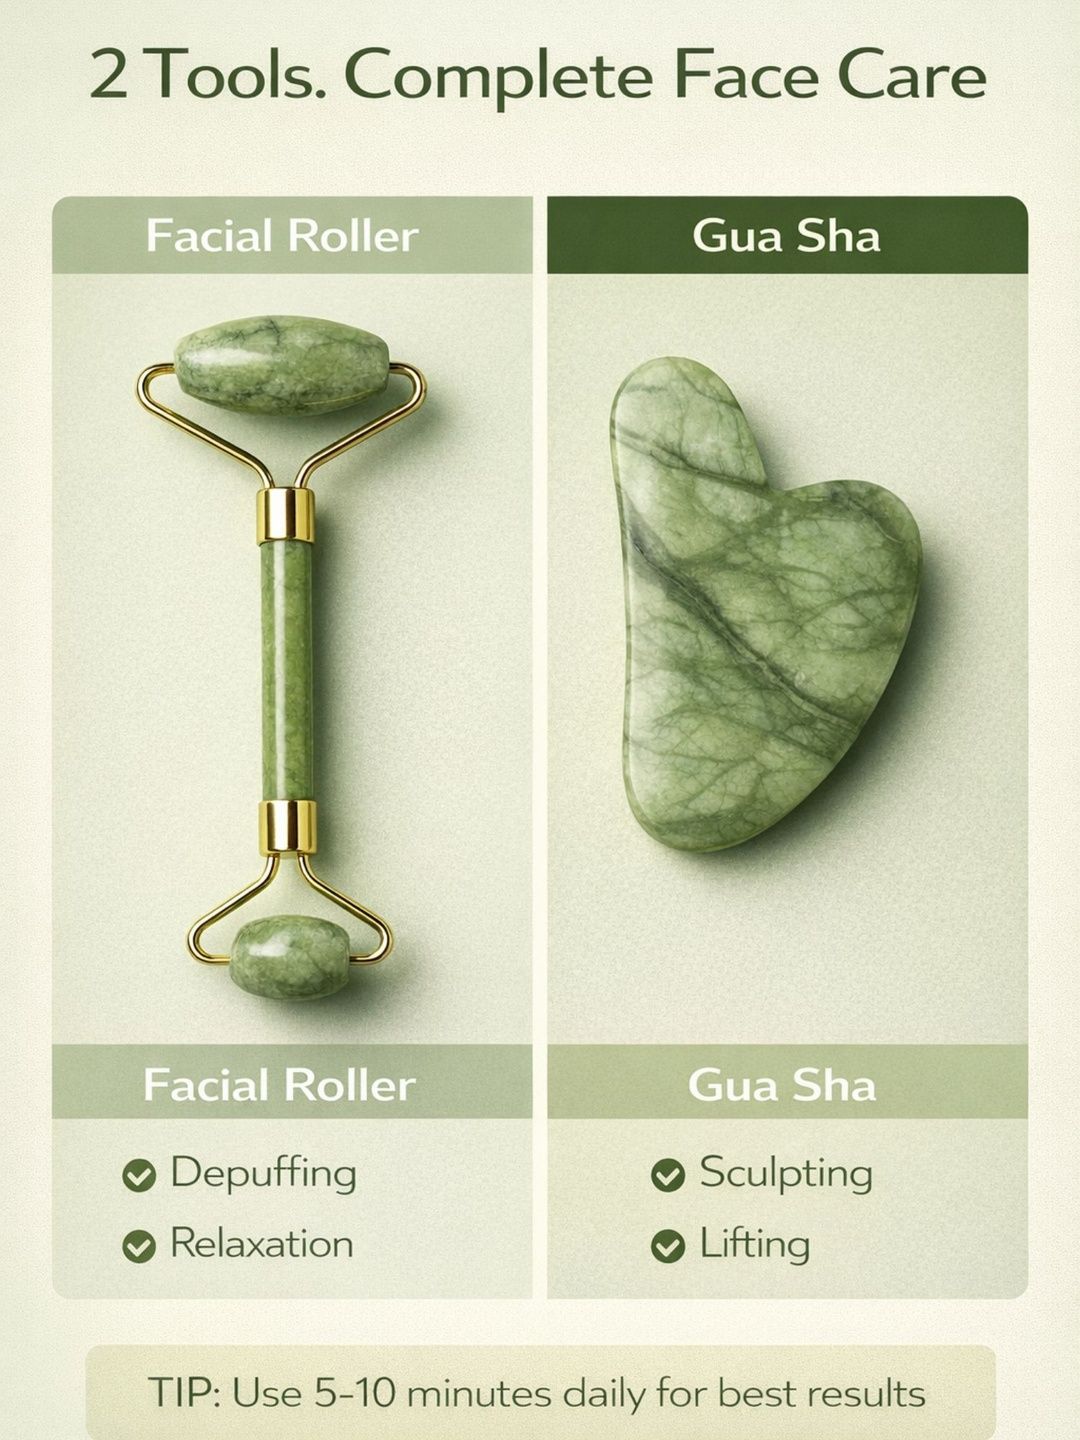 2 Tools. Complete Face Care
Facial Roller
Gua Sha
Facial Roller
Depuffing
Relaxation
Gua Sha
Sculpting
Lifting
TIP: Use 5-10 minutes daily for best results